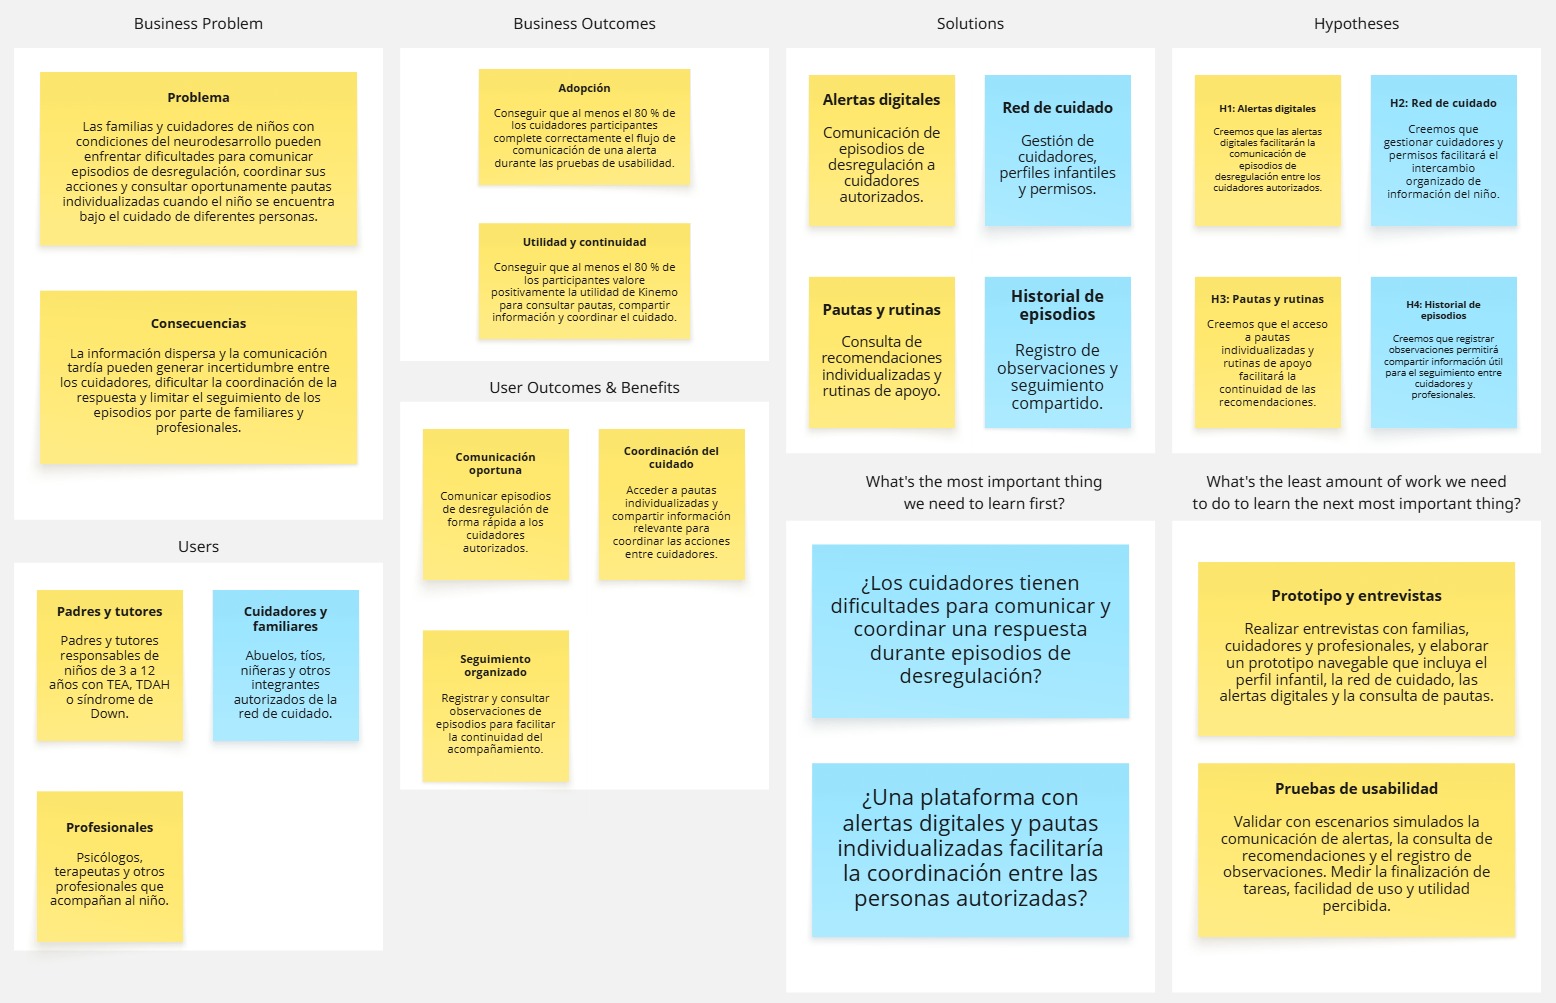 Business Problem
Problema
Las familias y cuidadores de niños con
condiciones del neurodesarrollo pueden
enfrentar dificultades para comunicar
episodios de desregulación, coordinar sus
acciones y consultar oportunamente pautas
individualizadas cuando el niño se encuentra
bajo el cuidado de diferentes personas.
Consecuencias
La información dispersa y la comunicación
tardía pueden generar incertidumbre entre
los cuidadores, dificultar la coordinación de la
respuesta y limitar el seguimiento de los
episodios por parte de familiares y
profesionales.
Users
Padres y tutores
Padres y tutores
responsables de
niños de 3 a 12
años con TEA, TDAH
o síndrome de
Down.
Cuidadores y
familiares
Abuelos, tíos,
niñeras y otros
integrantes
autorizados de la
red de cuidado.
Profesionales
Psicólogos,
terapeutas y otros
profesionales que
acompañan al niño.
Business Outcomes
Adopción
Conseguir que al menos el 80 % de
los cuidadores participantes
complete correctamente el flujo de
comunicación de una alerta
durante las pruebas de usabilidad.
Utilidad y continuidad
Conseguir que al menos el 80 % de
los participantes valore
positivamente la utilidad de Kinemo
para consultar pautas, compartir
información y coordinar el cuidado.
User Outcomes & Benefits
Comunicación
oportuna
Comunicar episodios
de desregulación de
forma rápida a los
cuidadores
autorizados.
Coordinación del
cuidado
Acceder a pautas
individualizadas y
compartir información
relevante para
coordinar las acciones
entre cuidadores.
Seguimiento
organizado
Registrar y consultar
observaciones de
episodios para facilitar
la continuidad del
acompañamiento.
Solutions
Alertas digitales
Comunicación de
episodios de
desregulación a
cuidadores
autorizados.
Red de cuidado
Gestión de
cuidadores,
perfiles infantiles
y permisos.
Pautas y rutinas
Consulta de
recomendaciones
individualizadas y
rutinas de apoyo.
Historial de
episodios
Registro de
observaciones y
seguimiento
compartido.
Hypotheses
H1: Alertas digitales
Creemos que las alertas
digitales facilitarán la
comunicación de
episodios de
desregulación entre los
cuidadores autorizados.
H2: Red de cuidado
Creemos que
gestionar cuidadores y
permisos facilitará el
intercambio
organizado de
información del niño.
H3: Pautas y rutinas
Creemos que el acceso
a pautas
individualizadas y
rutinas de apoyo
facilitará la
continuidad de las
recomendaciones.
H4: Historial de
episodios
Creemos que registrar
observaciones permitirá
compartir información útil
para el seguimiento entre
cuidadores y
profesionales.
What's the most important thing
we need to learn first?
¿Los cuidadores tienen
dificultades para comunicar y
coordinar una respuesta
durante episodios de
desregulación?
¿Una plataforma con
alertas digitales y pautas
individualizadas facilitaría
la coordinación entre las
personas autorizadas?
What's the least amount of work we need
to do to learn the next most important thing?
Prototipo y entrevistas
Realizar entrevistas con familias,
cuidadores y profesionales, y elaborar
un prototipo navegable que incluya el
perfil infantil, la red de cuidado, las
alertas digitales y la consulta de pautas.
Pruebas de usabilidad
Validar con escenarios simulados la
comunicación de alertas, la consulta de
recomendaciones y el registro de
observaciones. Medir la finalización de
tareas, facilidad de uso y utilidad
percibida.